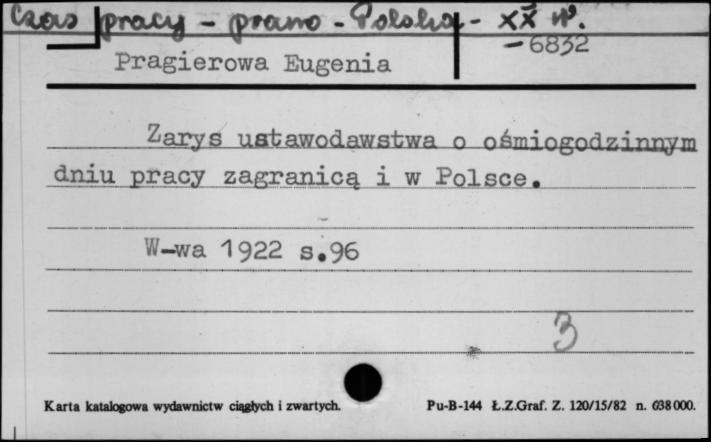 Czas pracy - prawo - Polska - XX w.
-6832
Pragierowa Eugenia
Zarys ustawodawstwa o ośmiogodzinnym
dniu pracy zagranicą i w Polsce.
W-wa 1922 s.96
3
Karta katalogowa wydawnictw ciągłych i zwartych.
Pu-B-144 Ł.Z.Graf. Z. 120/15/82 n. 638000.